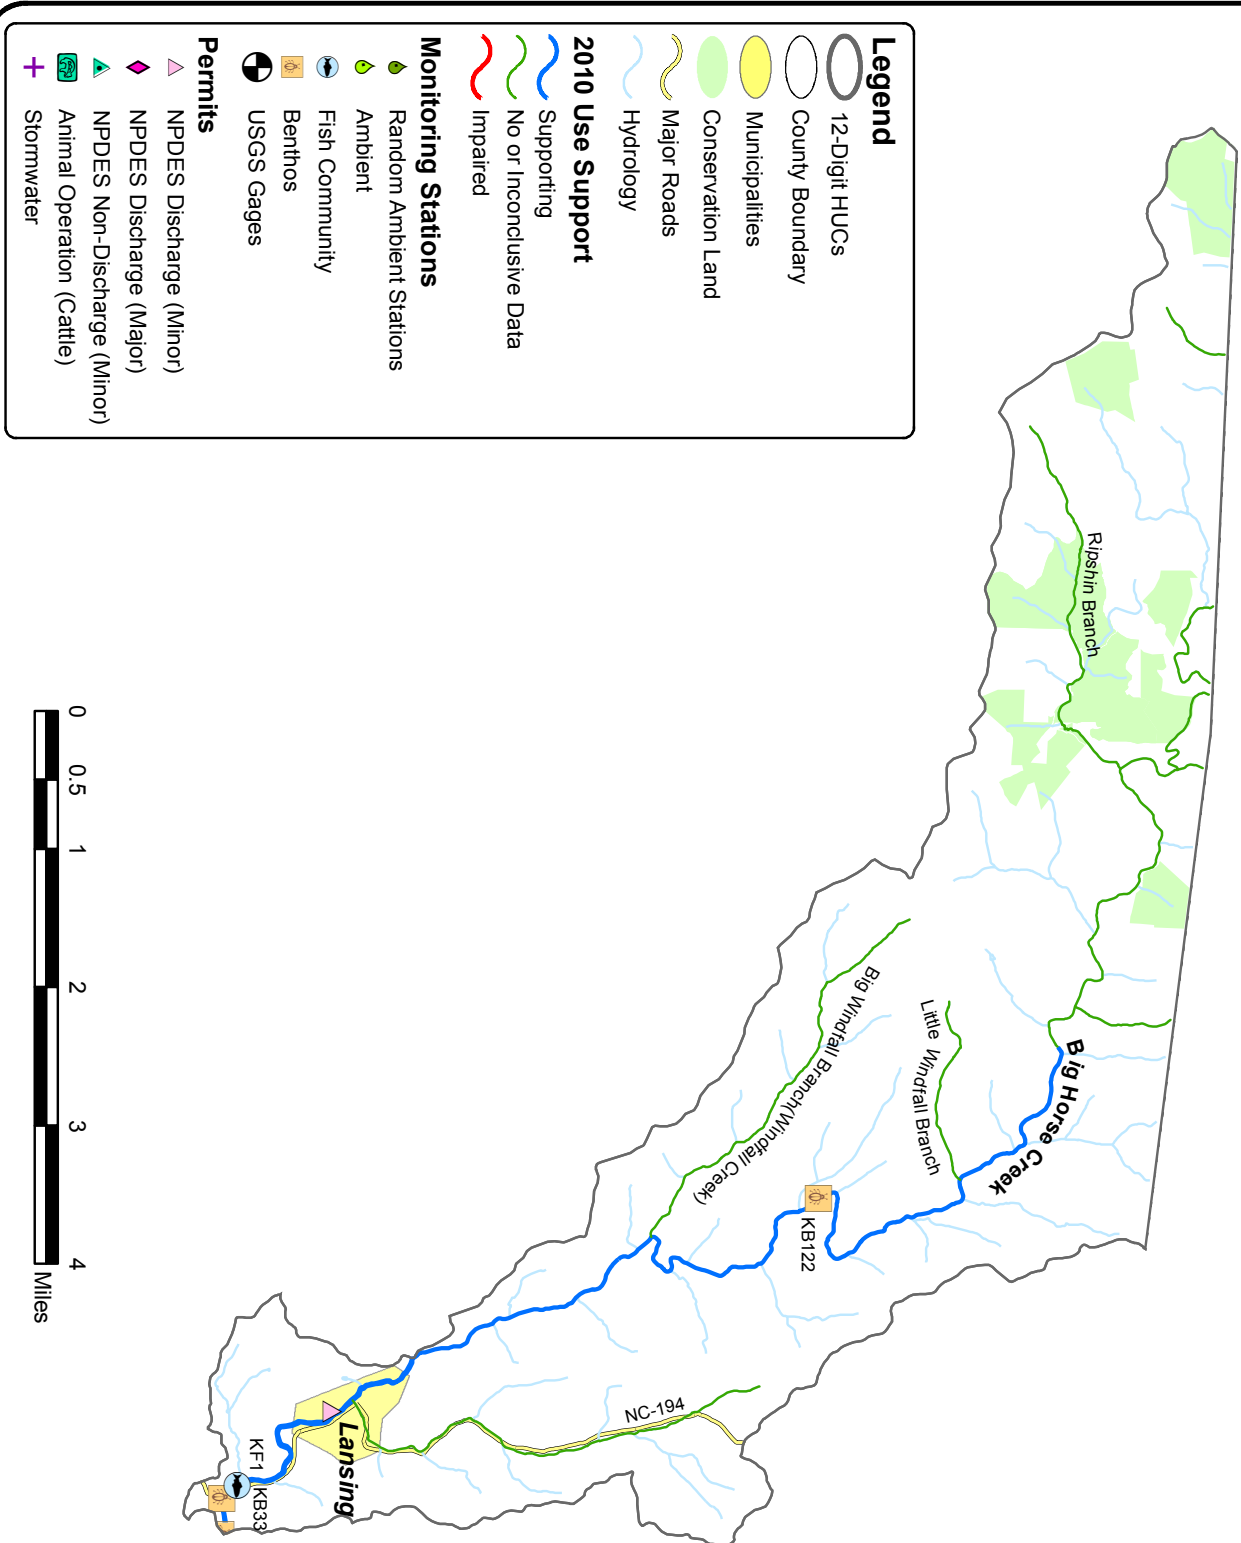 Legend
12-Digit HUCs
County Boundary
Municipalities
Conservation Land
Major Roads
Hydrology
2010 Use Support
Supporting
No or Inconclusive Data
Impaired
Monitoring Stations
Random Ambient Stations
Ambient
Fish Community
Benthos
USGS Gages
Permits
NPDES Discharge (Minor)
NPDES Discharge (Major)
NPDES Non-Discharge (Minor)
Animal Operation (Cattle)
Stormwater
Ripshin Branch
Big Horse Creek
Little Windfall Branch
Big Windfall Branch(Windfall Creek)
KB122
NC-194
Lansing
KF1
KB33
0 0.5 1 2 3 4
Miles